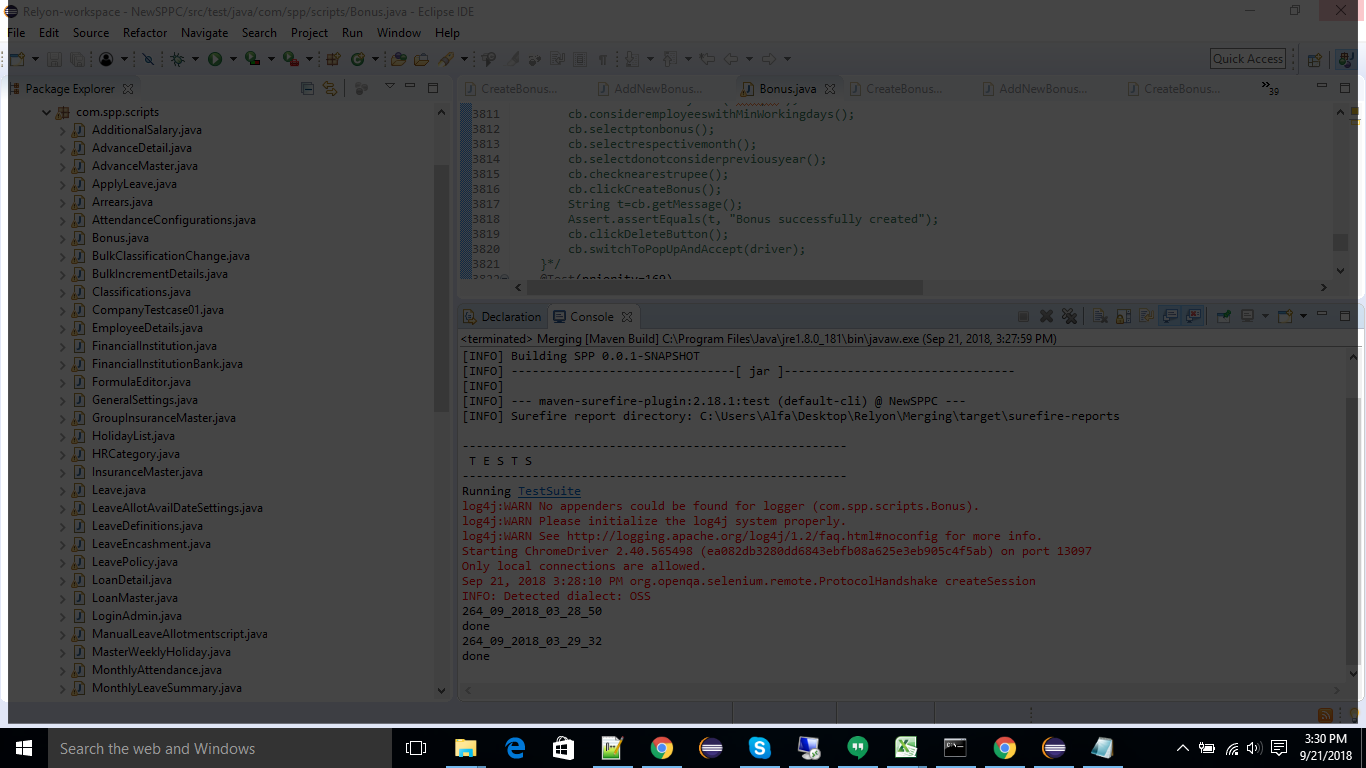 Relyon-workspace - NewSPPC/src/test/java/com/spp/scripts/Bonus.java - Eclipse IDE
File Edit Source Refactor Navigate Search Project Run Window Help
Quick Access
Package Explorer
CreateBonus... AddNewBonus... Bonus.java CreateBonus... AddNewBonus... CreateBonus... »39
com.spp.scripts
AdditionalSalary.java
AdvanceDetail.java
AdvanceMaster.java
ApplyLeave.java
Arrears.java
AttendanceConfigurations.java
Bonus.java
BulkClassificationChange.java
BulkIncrementDetails.java
Classifications.java
CompanyTestcase01.java
EmployeeDetails.java
FinancialInstitution.java
FinancialInstitutionBank.java
FormulaEditor.java
GeneralSettings.java
GroupInsuranceMaster.java
HolidayList.java
HRCategory.java
InsuranceMaster.java
Leave.java
LeaveAllotAvailDateSettings.java
LeaveDefinitions.java
LeaveEncashment.java
LeavePolicy.java
LoanDetail.java
LoanMaster.java
LoginAdmin.java
ManualLeaveAllotmentscript.java
MasterWeeklyHoliday.java
MonthlyAttendance.java
MonthlyLeaveSummary.java
3811 cb.consideremployeeswithMinWorkingdays();
3812 cb.selectptonbonus();
3813 cb.selectrespectivemonth();
3814 cb.selectdonotconsiderpreviousyear();
3815 cb.checknearestrupee();
3816 cb.clickCreateBonus();
3817 String t=cb.getMessage();
3818 Assert.assertEquals(t, "Bonus successfully created");
3819 cb.clickDeleteButton();
3820 cb.switchToPopUpAndAccept(driver);
3821 }*/
3822 @Test(priority=169)
Declaration Console
<terminated> Merging [Maven Build] C:\Program Files\Java\jre1.8.0_181\bin\javaw.exe (Sep 21, 2018, 3:27:59 PM)
[INFO] Building SPP 0.0.1-SNAPSHOT
[INFO] --------------------------------[ jar ]---------------------------------
[INFO]
[INFO] --- maven-surefire-plugin:2.18.1:test (default-cli) @ NewSPPC ---
[INFO] Surefire report directory: C:\Users\Alfa\Desktop\Relyon\Merging\target\surefire-reports
-------------------------------------------------------
T E S T S
-------------------------------------------------------
Running TestSuite
log4j:WARN No appenders could be found for logger (com.spp.scripts.Bonus).
log4j:WARN Please initialize the log4j system properly.
log4j:WARN See http://logging.apache.org/log4j/1.2/faq.html#noconfig for more info.
Starting ChromeDriver 2.40.565498 (ea082db3280dd6843ebfb08a625e3eb905c4f5ab) on port 13097
Only local connections are allowed.
Sep 21, 2018 3:28:10 PM org.openqa.selenium.remote.ProtocolHandshake createSession
INFO: Detected dialect: OSS
264_09_2018_03_28_50
done
264_09_2018_03_29_32
done
Search the web and Windows
3:30 PM
9/21/2018